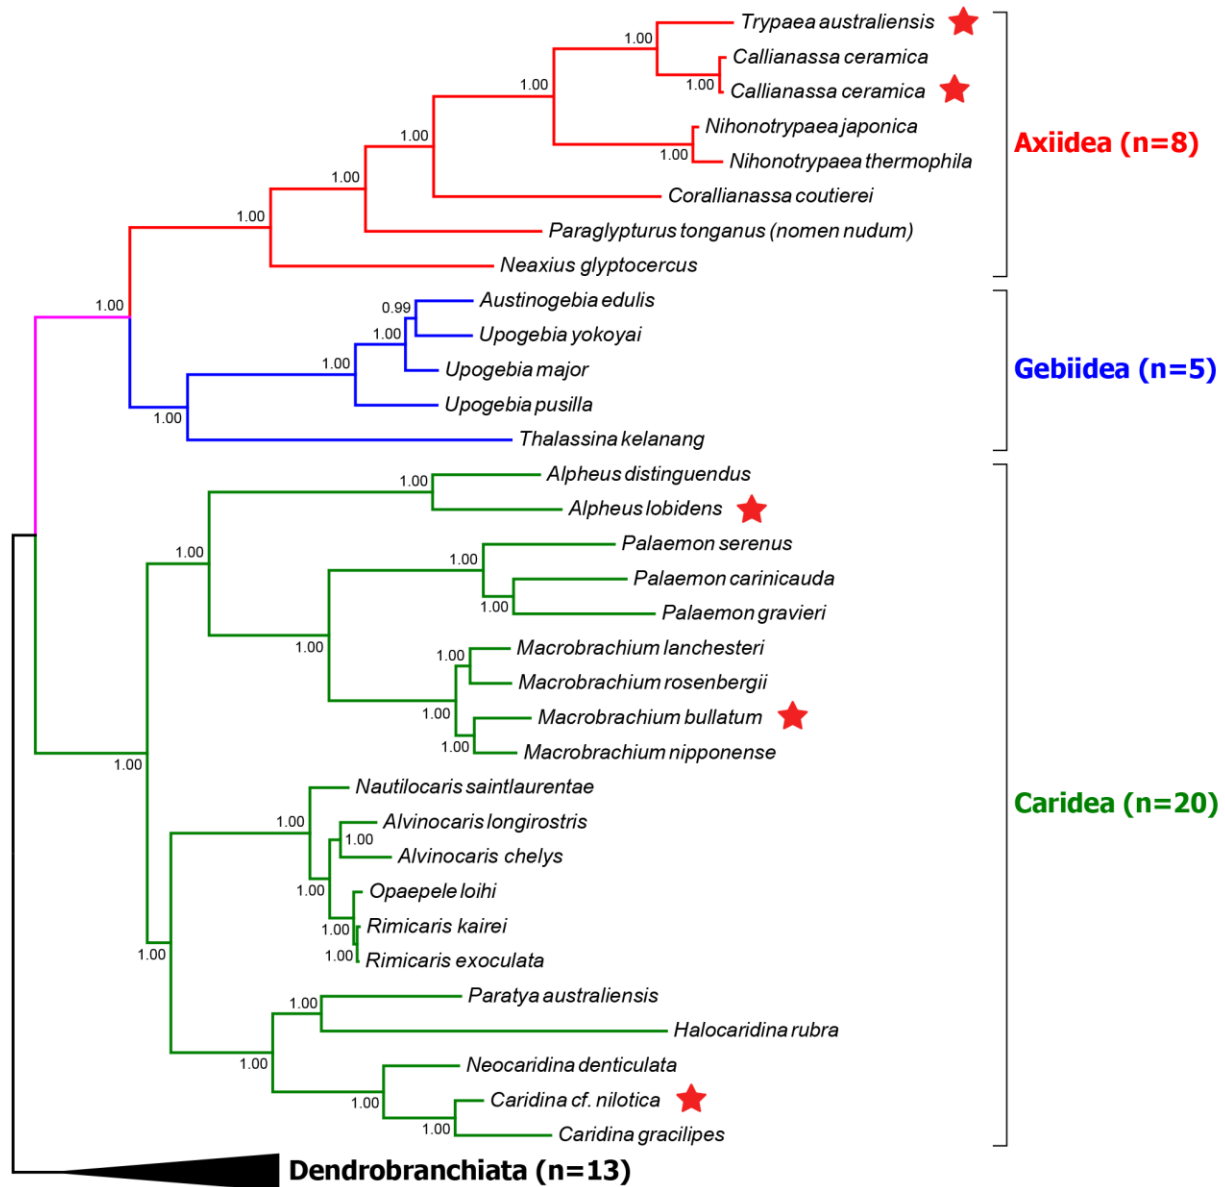 Trypaea australiensis
1.00
Callianassa ceramica
1.00
Callianassa ceramica
1.00
Nihonotrypaea japonica
1.00
Axiidea (n=8)
1.00
Nihonotrypaea thermophila
1.00
Corallianassa coutierei
1.00
Paraglypturus tonganus (nomen nudum)
Neaxius glyptocercus
1.00
Austinogebia edulis
0.99
Upogebia yokoyai
1.00
1.00
Upogebia major
Gebiidea (n=5)
Upogebia pusilla
1.00
Thalassina kelanang
Alpheus distinguendus
1.00
Alpheus lobidens
Palaemon serenus
1.00
1.00
Palaemon carinicauda
1.00
Palaemon gravieri
1.00
Macrobrachium lanchesteri
1.00
Macrobrachium rosenbergii
1.00
Macrobrachium bullatum
1.00
Macrobrachium nipponense
1.00
Nautilocaris saintlaurentae
Caridea (n=20)
1.00
Alvinocaris longirostris
1.00
Alvinocaris chelys
1.00
Opaepele loihi
Rimicaris kairei
1.00
1.00
1.00
Rimicaris exoculata
Paratya australiensis
1.00
Halocaridina rubra
1.00
Neocaridina denticulata
Caridina cf. nilotica
1.00
1.00
Caridina gracilipes
Dendrobranchiata (n=13)